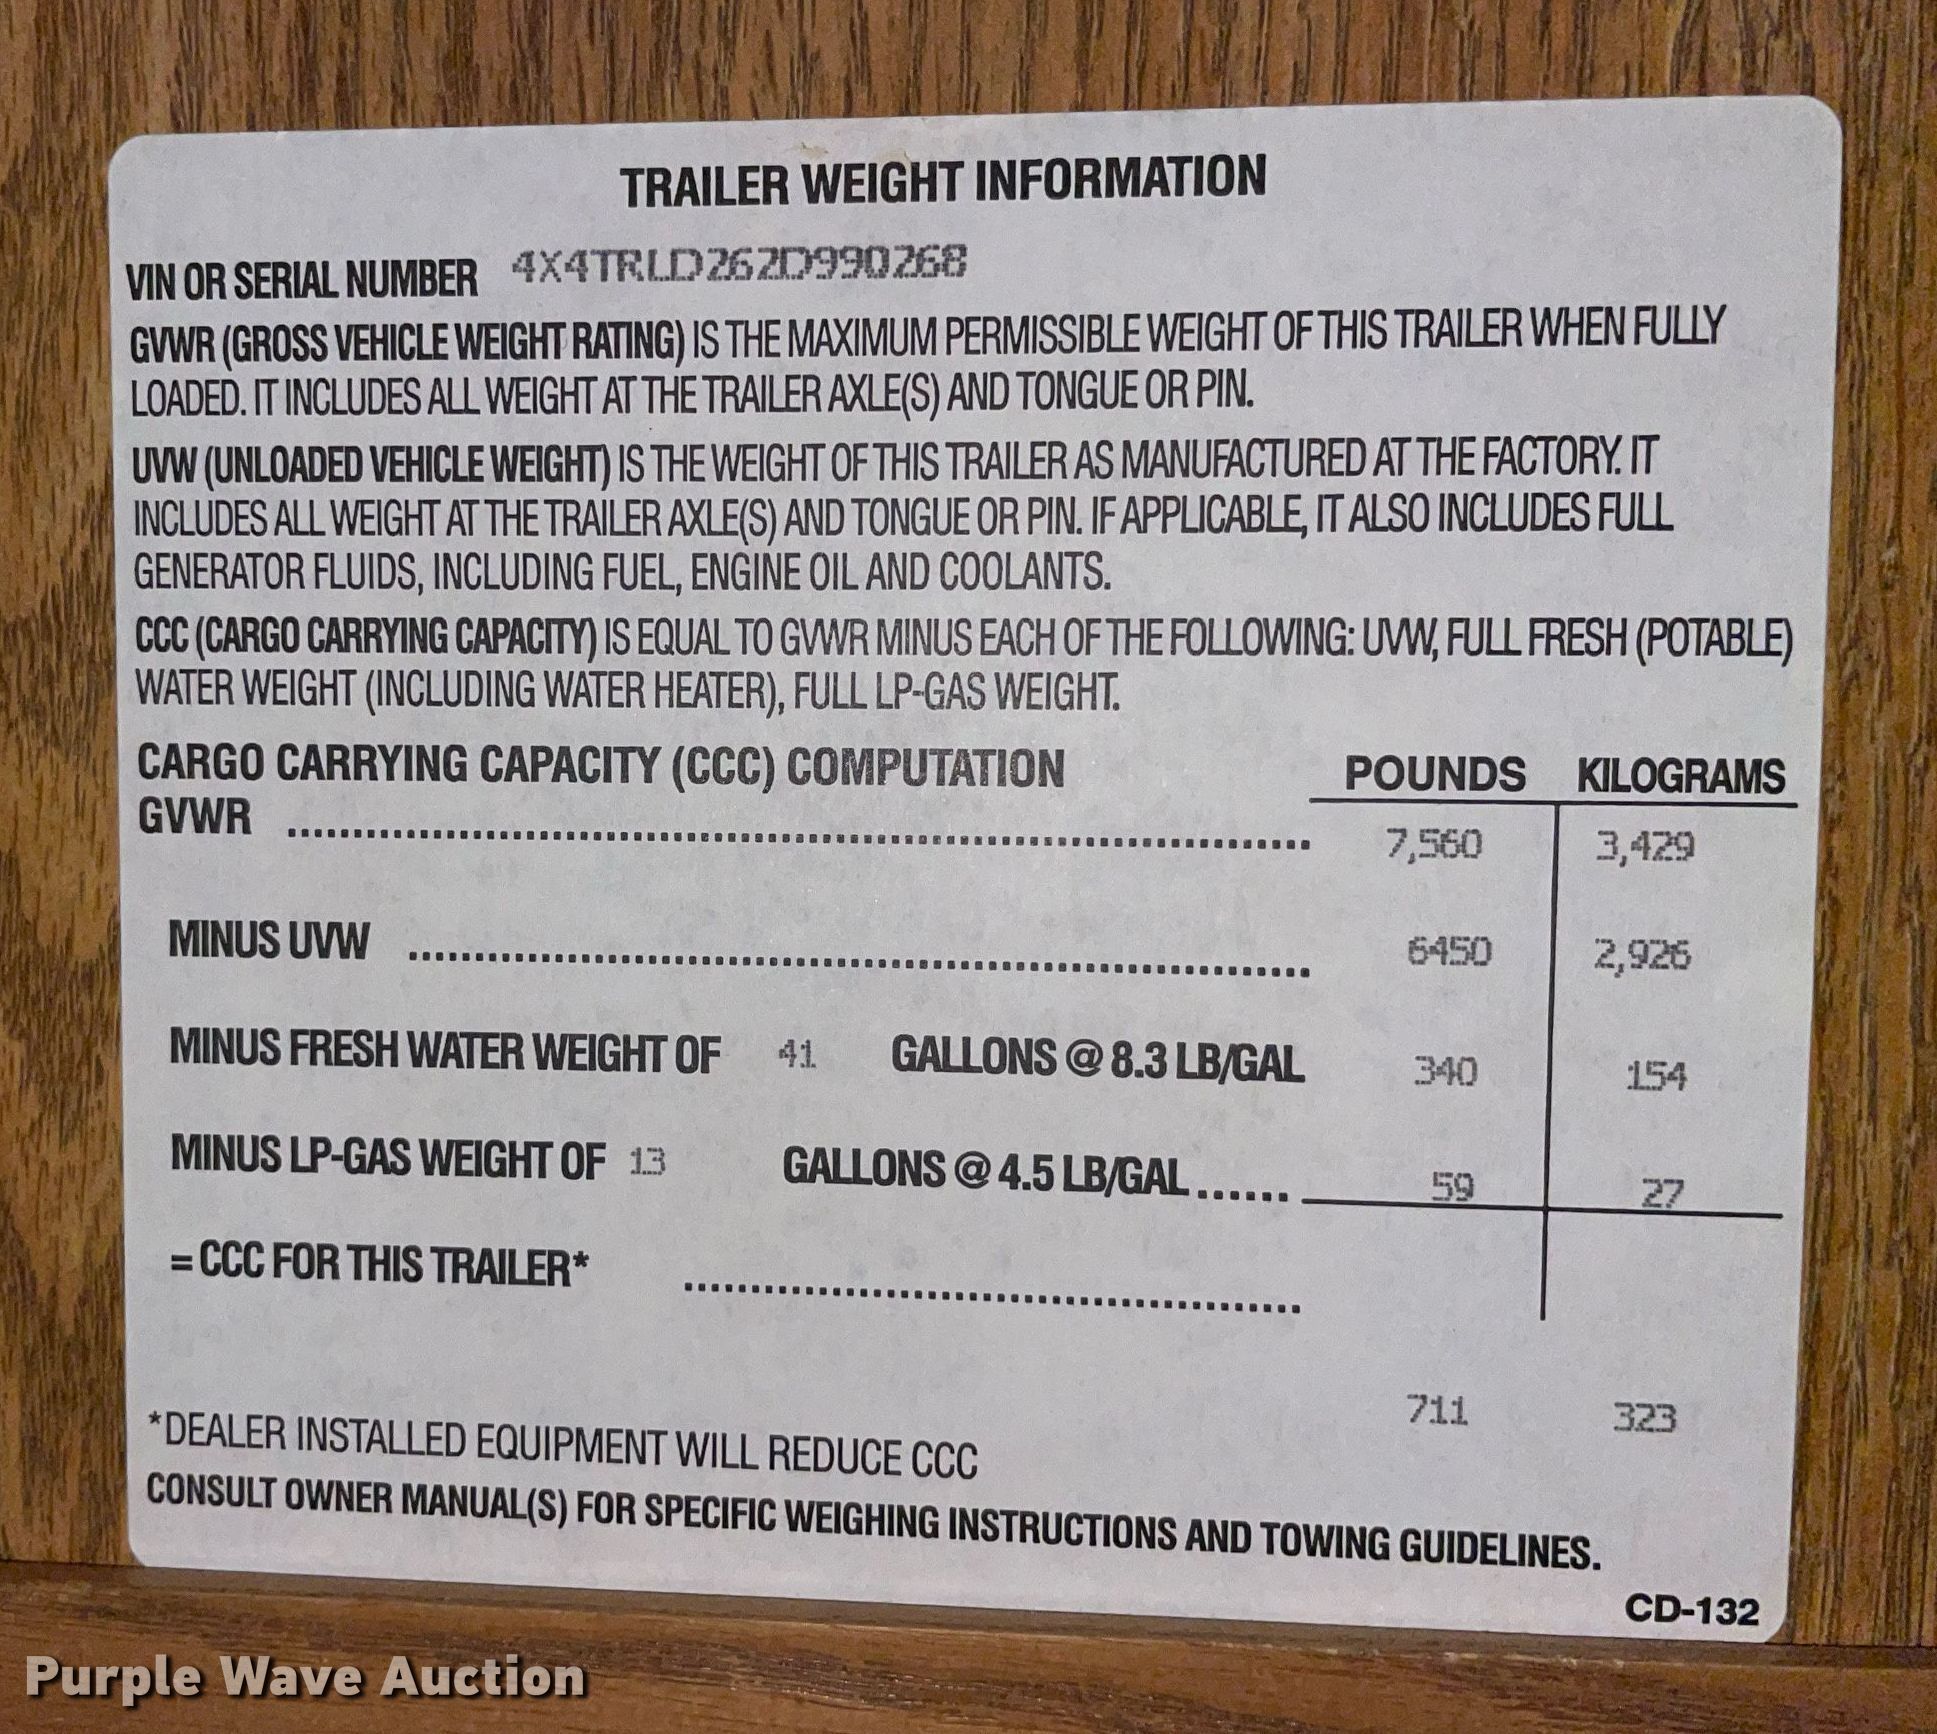 TRAILER WEIGHT INFORMATION
VIN OR SERIAL NUMBER 4X4TRLD262D990268
GVWR (GROSS VEHICLE WEIGHT RATING) IS THE MAXIMUM PERMISSIBLE WEIGHT OF THIS TRAILER WHEN FULLY
LOADED. IT INCLUDES ALL WEIGHT AT THE TRAILER AXLE(S) AND TONGUE OR PIN.
UVW (UNLOADED VEHICLE WEIGHT) IS THE WEIGHT OF THIS TRAILER AS MANUFACTURED AT THE FACTORY. IT
INCLUDES ALL WEIGHT AT THE TRAILER AXLE(S) AND TONGUE OR PIN. IF APPLICABLE, IT ALSO INCLUDES FULL
GENERATOR FLUIDS, INCLUDING FUEL, ENGINE OIL AND COOLANTS.
CCC (CARGO CARRYING CAPACITY) IS EQUAL TO GVWR MINUS EACH OF THE FOLLOWING: UVW, FULL FRESH (POTABLE)
WATER WEIGHT (INCLUDING WATER HEATER), FULL LP-GAS WEIGHT.
CARGO CARRYING CAPACITY (CCC) COMPUTATION POUNDS KILOGRAMS
GVWR ........ 7,560 3,429
MINUS UVW ........ 6450 2,926
MINUS FRESH WATER WEIGHT OF 41 GALLONS @ 8.3 LB/GAL 340 154
MINUS LP-GAS WEIGHT OF 13 GALLONS @ 4.5 LB/GAL ....... 59 27
= CCC FOR THIS TRAILER* ........
711 323
*DEALER INSTALLED EQUIPMENT WILL REDUCE CCC
CONSULT OWNER MANUAL(S) FOR SPECIFIC WEIGHING INSTRUCTIONS AND TOWING GUIDELINES.
CD-132
Purple Wave Auction